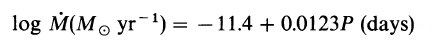 log Ṁ(M⊙ yr⁻¹) = −11.4 + 0.0123P (days)